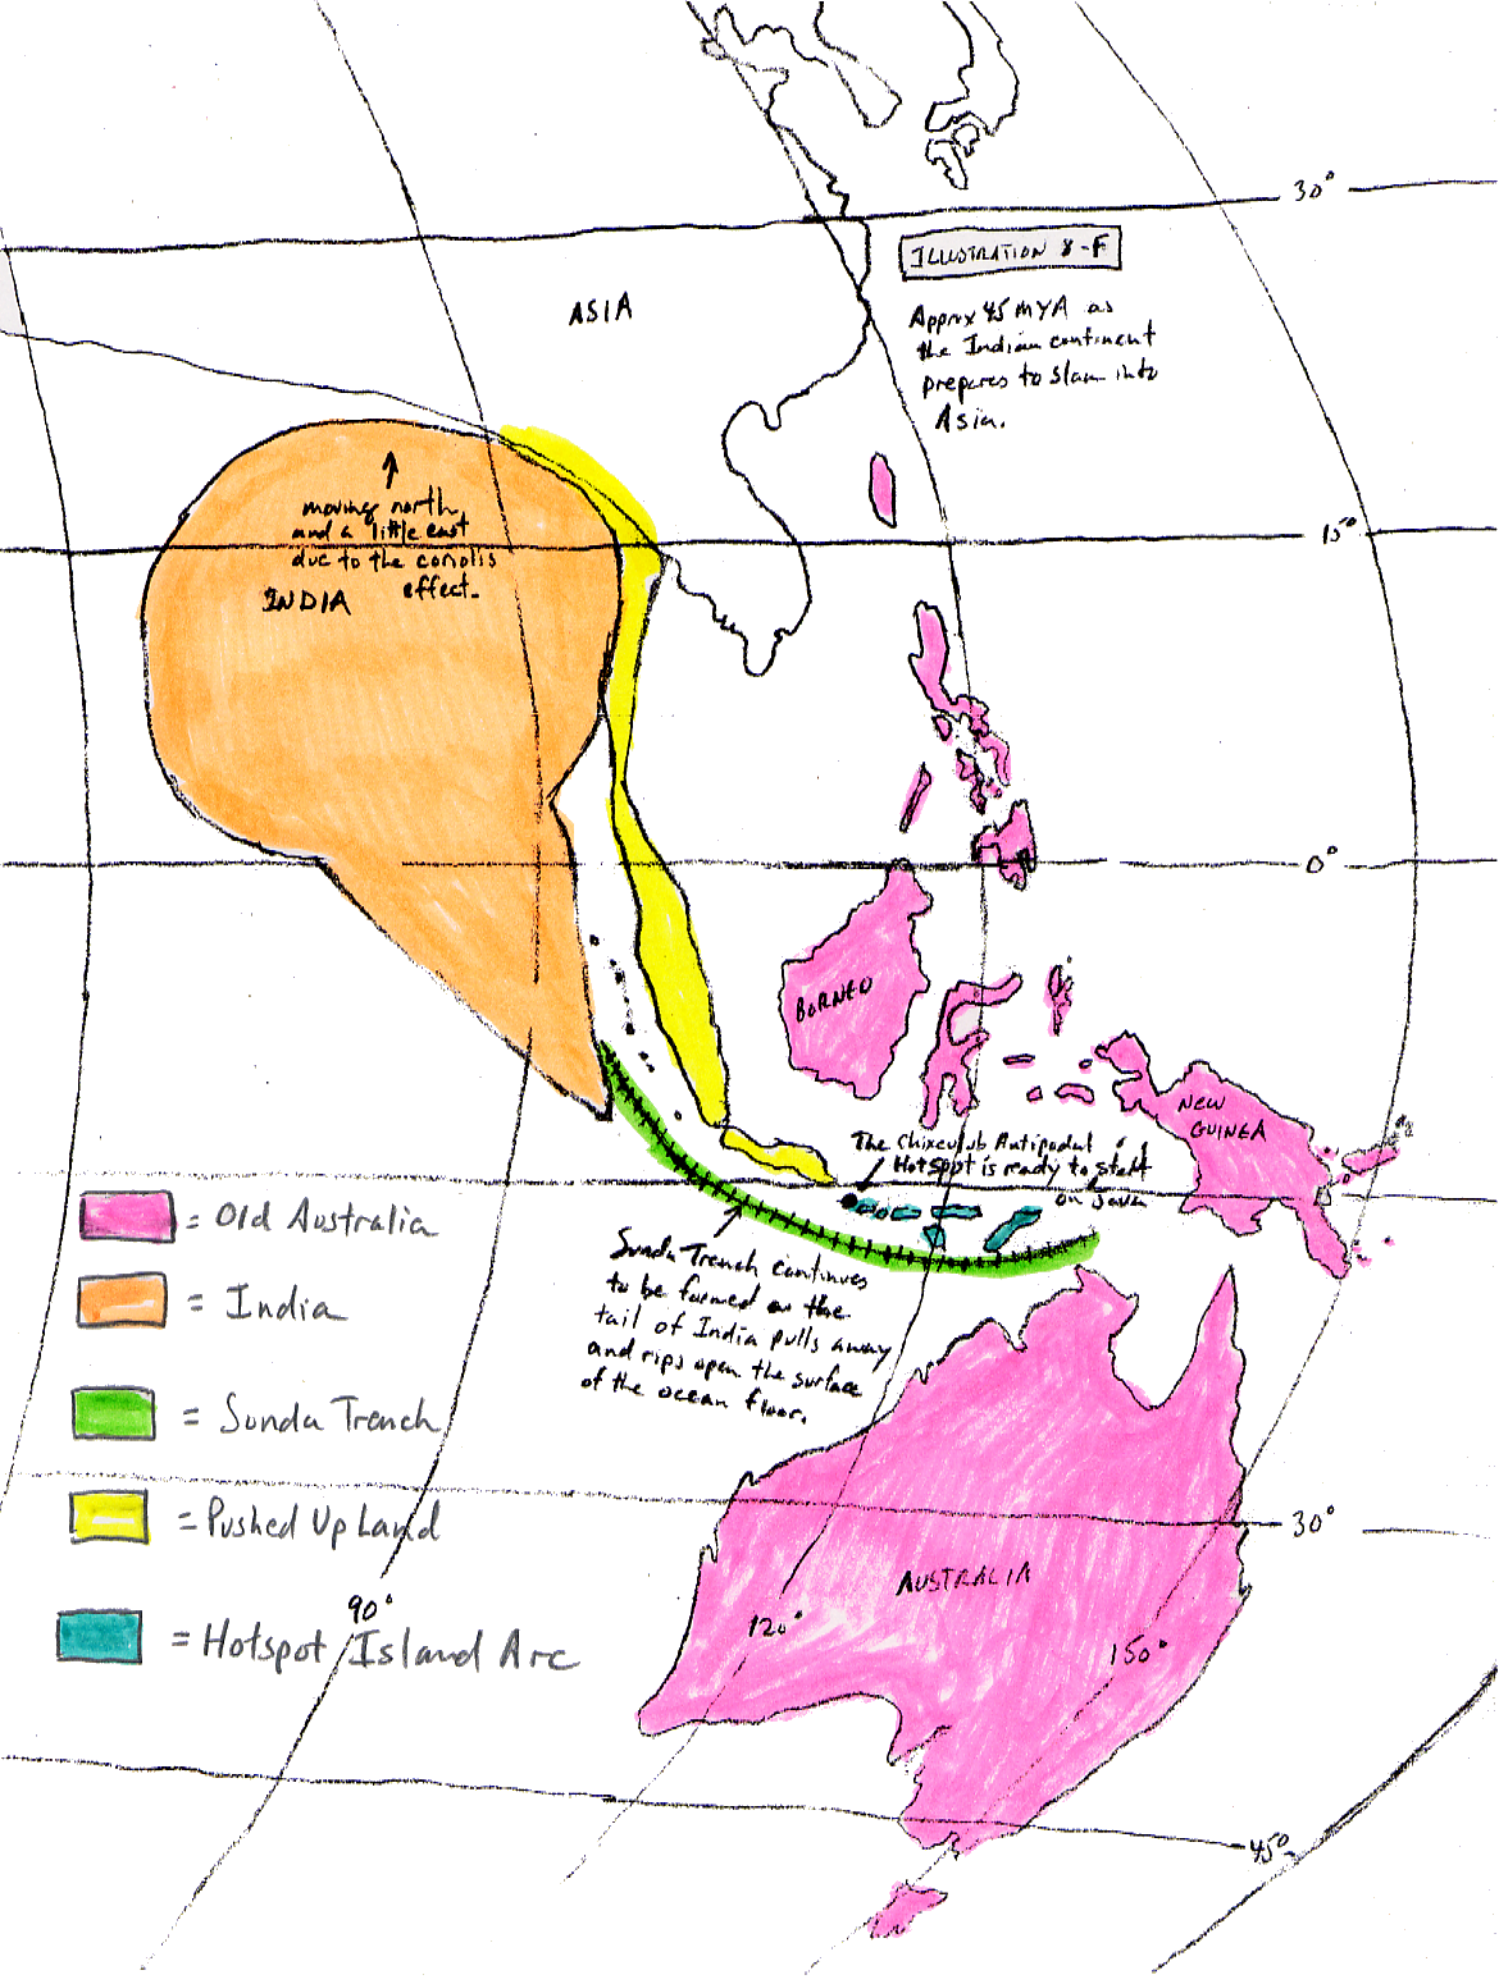 30°
ILLUSTRATION 8-F
ASIA
Approx 45 MYA as
the Indian continent
prepares to slam into
Asia.
moving north
and a little east
due to the coriolis
effect.
INDIA
15°
0°
BORNEO
NEW
GUINEA
The Chixculub Antipodal
Hotspot is ready to start
on Java
Sunda Trench continues
to be formed as the
tail of India pulls away
and rips open the surface
of the ocean floor.
= Old Australia
= India
= Sunda Trench
= Pushed Up Land
= Hotspot Island Arc
30°
AUSTRALIA
90°
120°
150°
45°